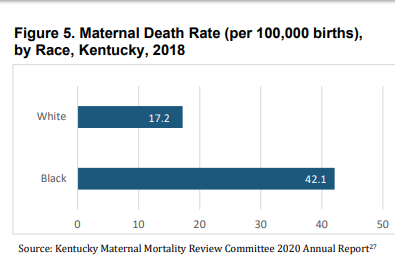 Figure 5. Maternal Death Rate (per 100,000 births),
by Race, Kentucky, 2018
White
17.2
Black
42.1
0 10 20 30 40 50
Source: Kentucky Maternal Mortality Review Committee 2020 Annual Report²⁷